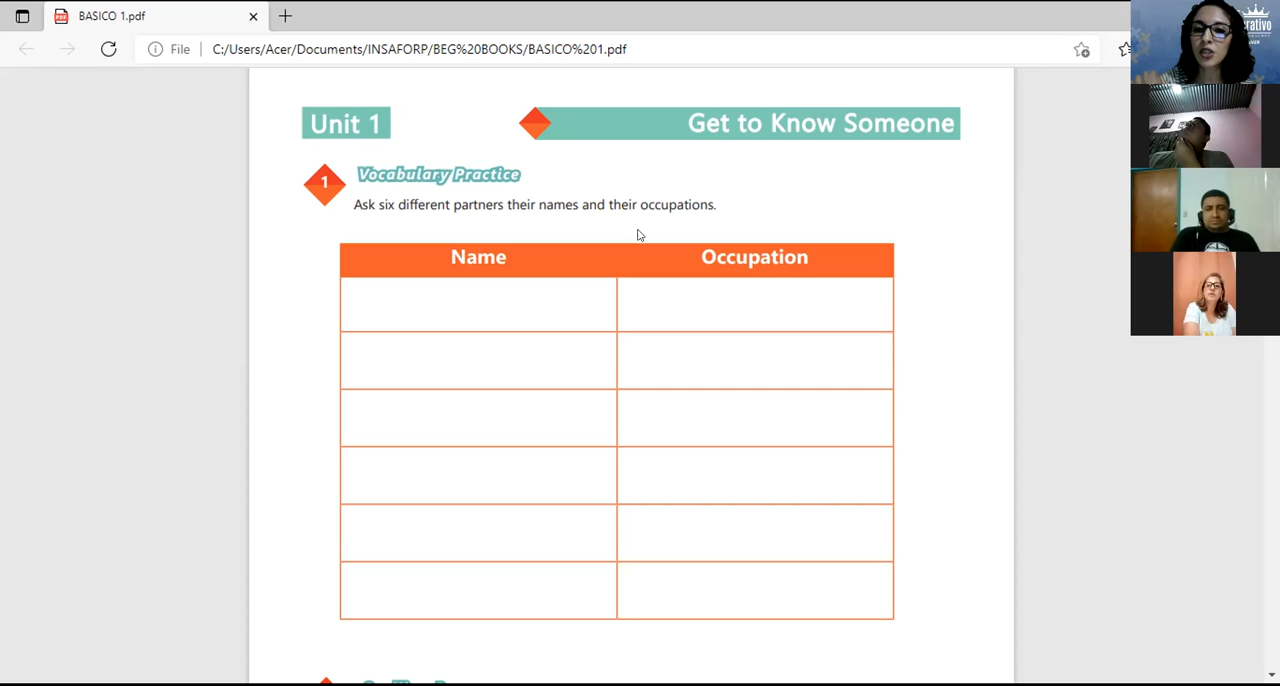 BASICO 1.pdf
File C:/Users/Acer/Documents/INSAFORP/BEG%20BOOKS/BASICO%201.pdf
Unit 1
Get to Know Someone
1
Vocabulary Practice
Ask six different partners their names and their occupations.
Name Occupation